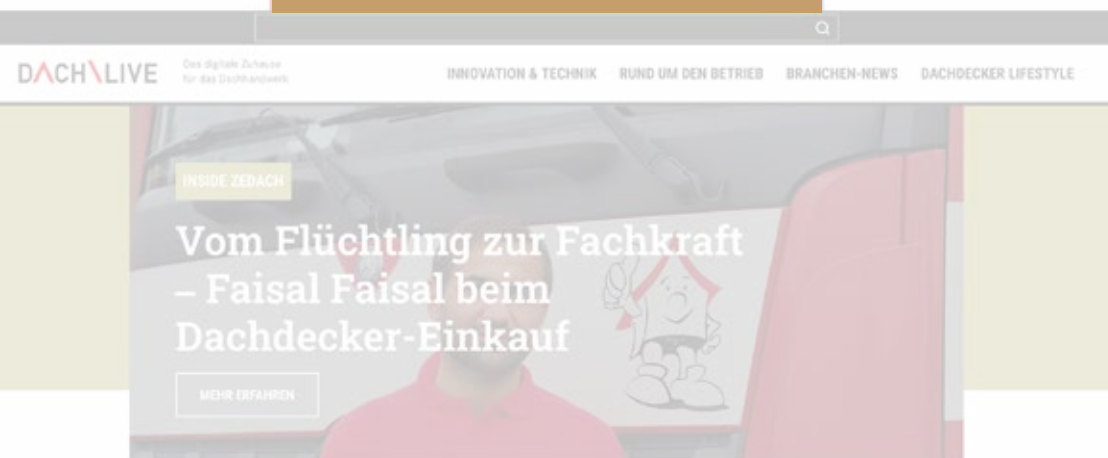 DACH\LIVE
Das digitale Zuhause
für das Dachhandwerk
INNOVATION & TECHNIK RUND UM DEN BETRIEB BRANCHEN-NEWS DACHDECKER LIFESTYLE
INSIDE ZEDACH
Vom Flüchtling zur Fachkraft
– Faisal Faisal beim
Dachdecker-Einkauf
MEHR ERFAHREN